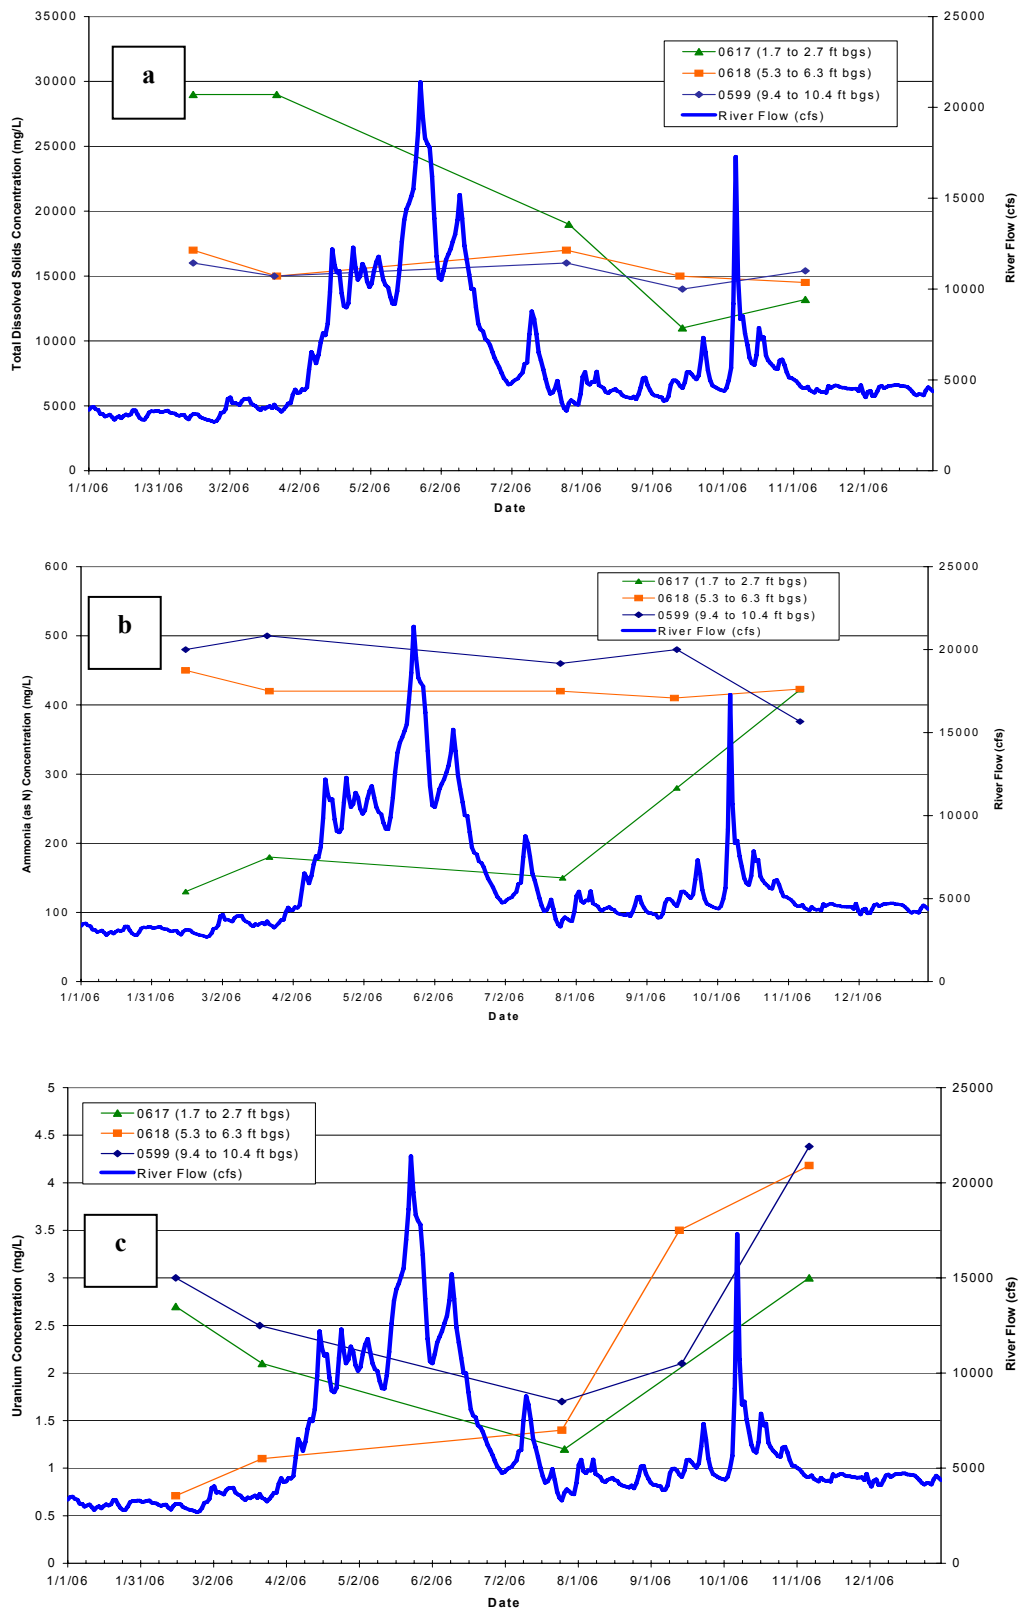 a
35000
30000
25000
20000
15000
10000
5000
0
Total Dissolved Solids Concentration (mg/L)
0617 (1.7 to 2.7 ft bgs)
0618 (5.3 to 6.3 ft bgs)
0599 (9.4 to 10.4 ft bgs)
River Flow (cfs)
25000
20000
15000
10000
5000
0
River Flow (cfs)
1/1/06 1/31/06 3/2/06 4/2/06 5/2/06 6/2/06 7/2/06 8/1/06 9/1/06 10/1/06 11/1/06 12/1/06
Date
b
600
500
400
300
200
100
0
Ammonia (as N) Concentration (mg/L)
0617 (1.7 to 2.7 ft bgs)
0618 (5.3 to 6.3 ft bgs)
0599 (9.4 to 10.4 ft bgs)
River Flow (cfs)
25000
20000
15000
10000
5000
0
River Flow (cfs)
1/1/06 1/31/06 3/2/06 4/2/06 5/2/06 6/2/06 7/2/06 8/1/06 9/1/06 10/1/06 11/1/06 12/1/06
Date
c
5
4.5
4
3.5
3
2.5
2
1.5
1
0.5
0
Uranium Concentration (mg/L)
0617 (1.7 to 2.7 ft bgs)
0618 (5.3 to 6.3 ft bgs)
0599 (9.4 to 10.4 ft bgs)
River Flow (cfs)
25000
20000
15000
10000
5000
0
River Flow (cfs)
1/1/06 1/31/06 3/2/06 4/2/06 5/2/06 6/2/06 7/2/06 8/1/06 9/1/06 10/1/06 11/1/06 12/1/06
Date